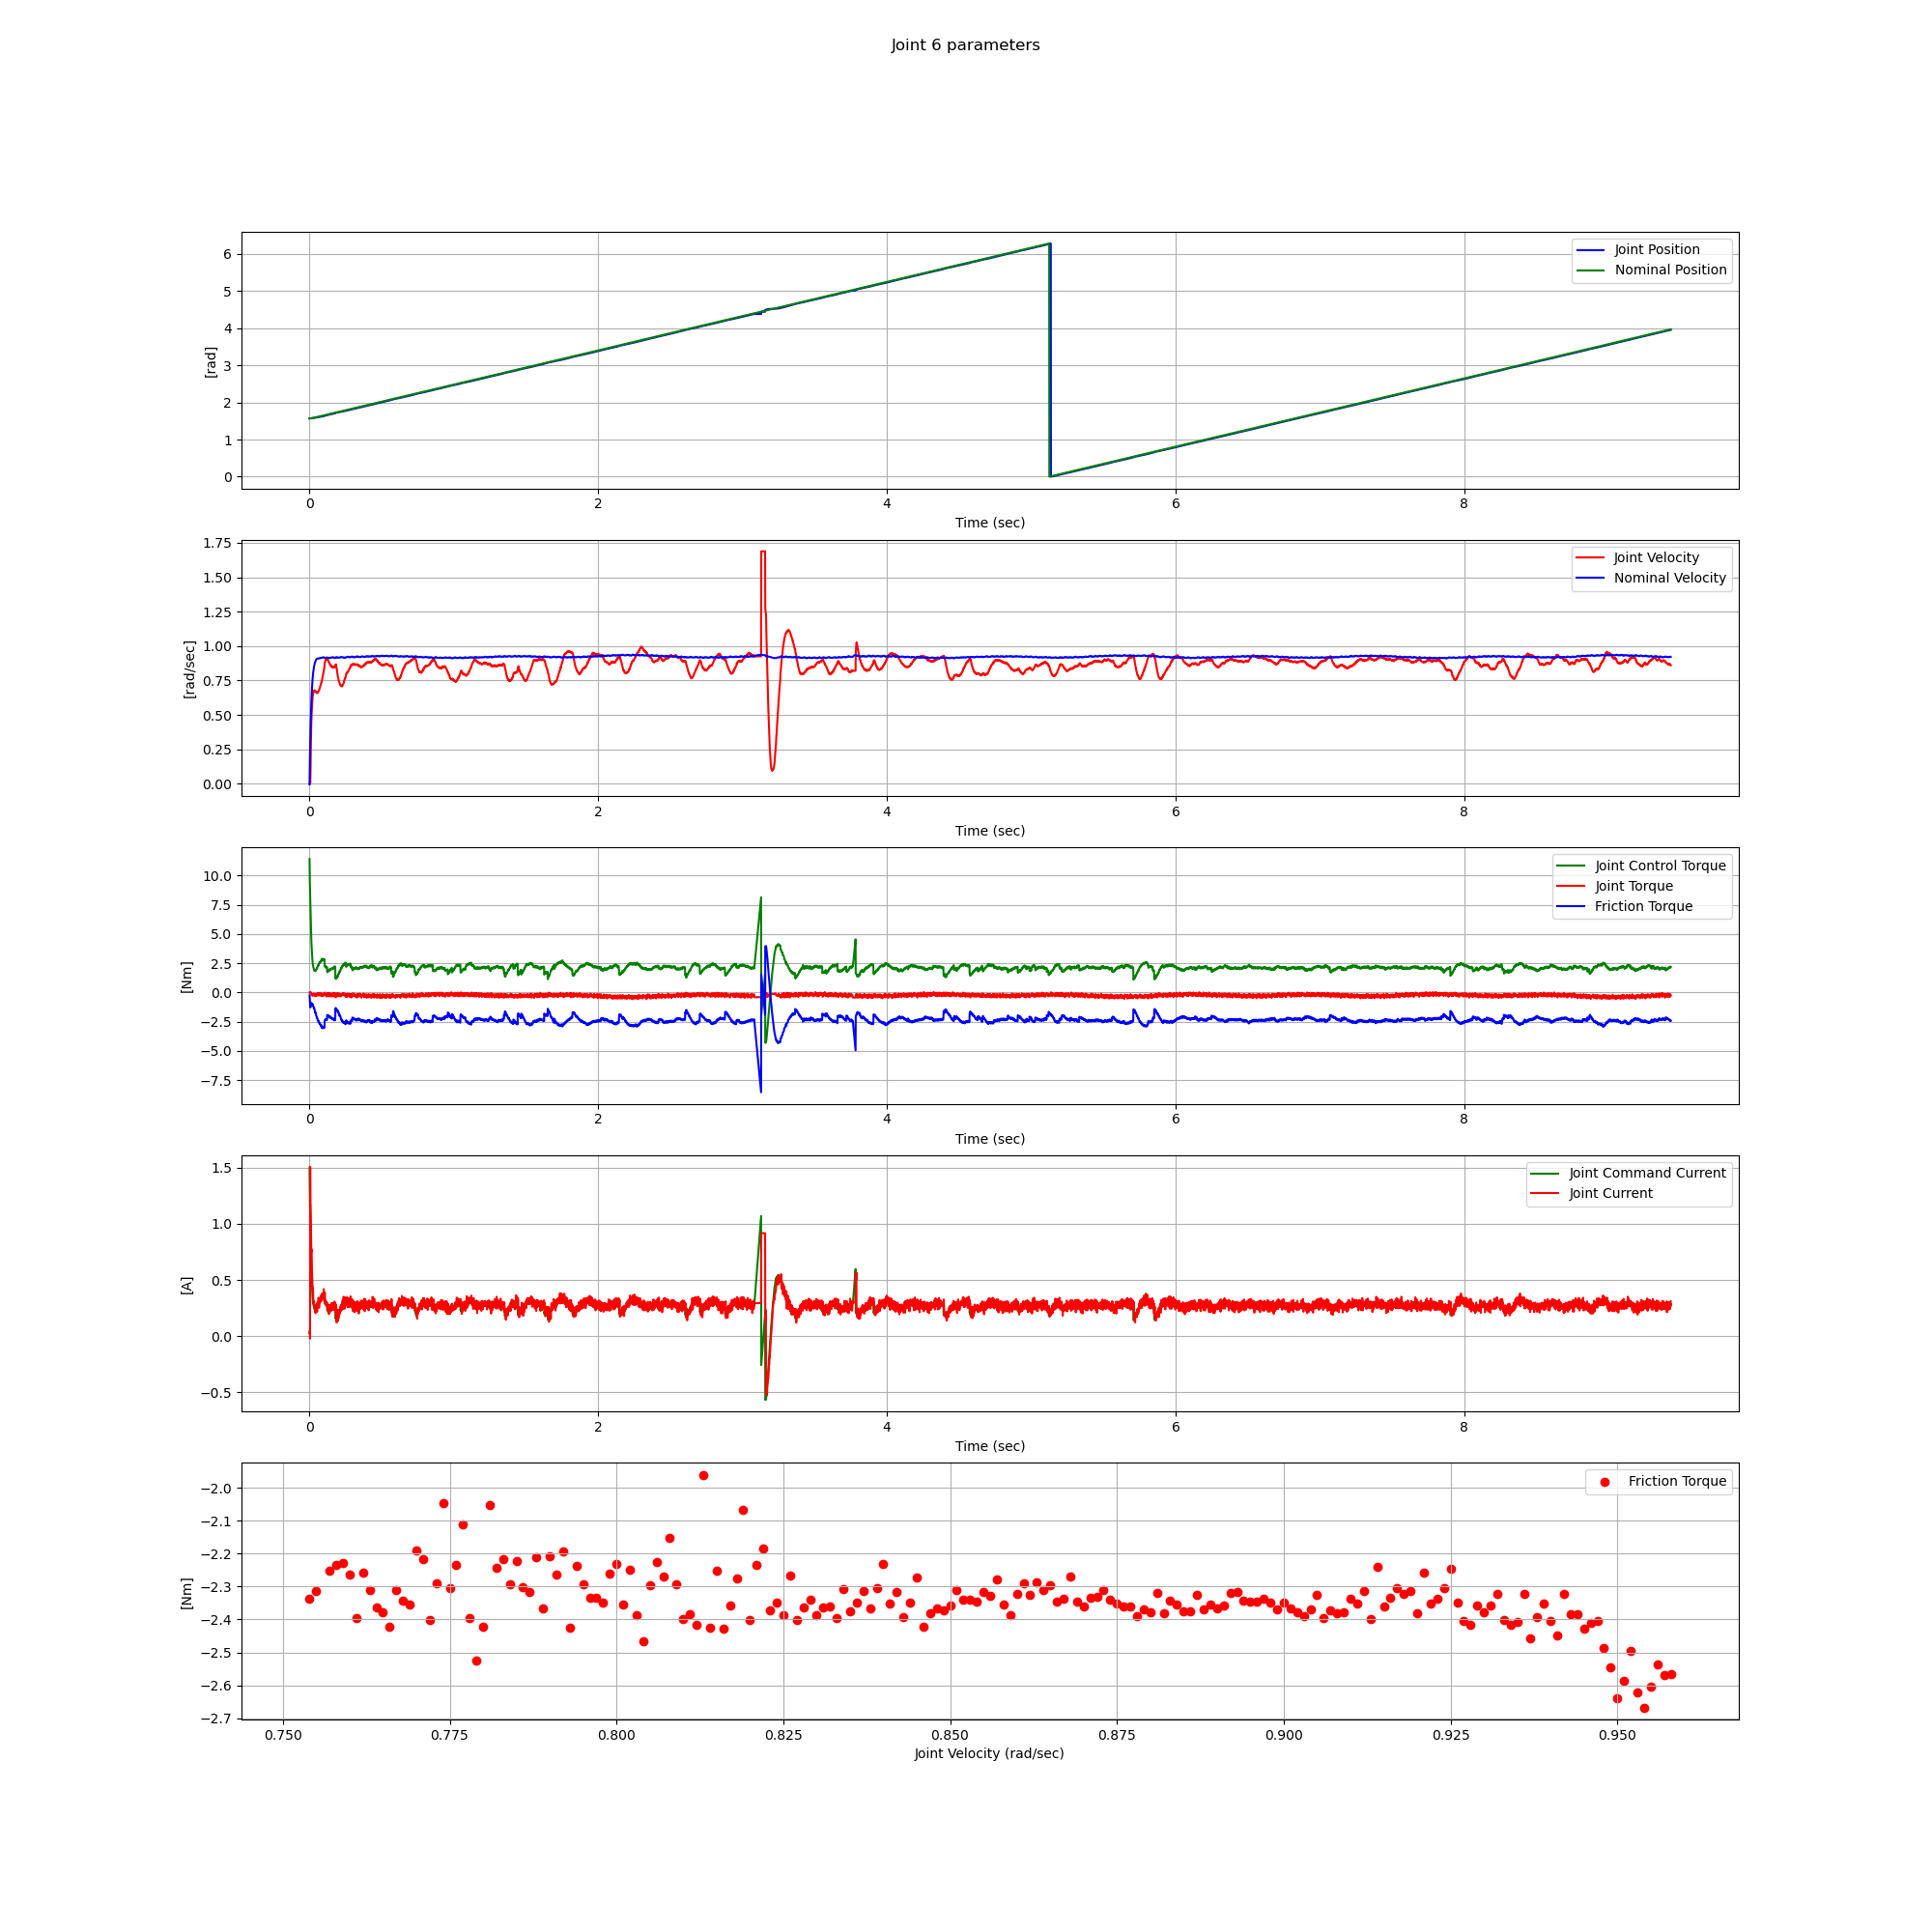 Joint 6 parameters
6
5
4
3
2
1
0
[rad]
Joint Position
Nominal Position
0 2 4 6 8
Time (sec)
1.75
1.50
1.25
1.00
0.75
0.50
0.25
0.00
[rad/sec]
Joint Velocity
Nominal Velocity
0 2 4 6 8
Time (sec)
10.0
7.5
5.0
2.5
0.0
−2.5
−5.0
−7.5
[Nm]
Joint Control Torque
Joint Torque
Friction Torque
0 2 4 6 8
Time (sec)
1.5
1.0
0.5
0.0
−0.5
[A]
Joint Command Current
Joint Current
0 2 4 6 8
Time (sec)
−2.0
−2.1
−2.2
−2.3
−2.4
−2.5
−2.6
−2.7
[Nm]
Friction Torque
0.750 0.775 0.800 0.825 0.850 0.875 0.900 0.925 0.950
Joint Velocity (rad/sec)